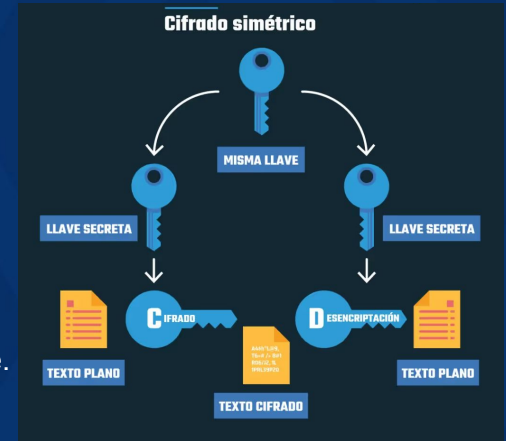 Cifrado simétrico
MISMA LLAVE
LLAVE SECRETA
LLAVE SECRETA
CIFRADO
DESENCRIPTACIÓN
TEXTO PLANO
TEXTO CIFRADO
TEXTO PLANO